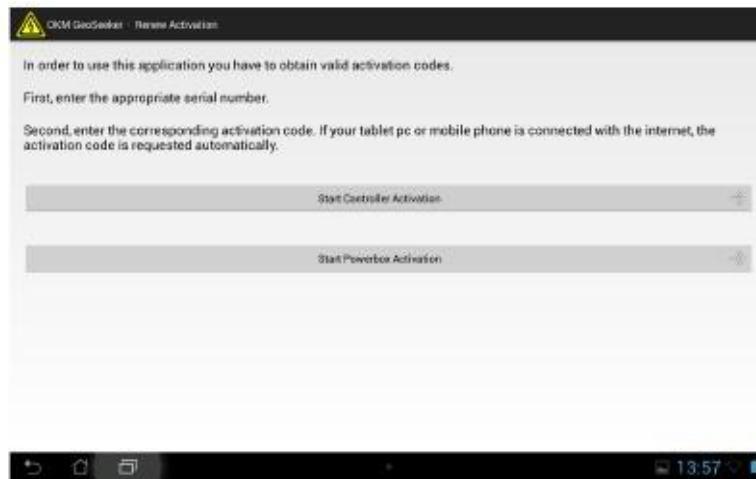 OKM GeoSeeker - Renew Activation
In order to use this application you have to obtain valid activation codes.
First, enter the appropriate serial number.
Second, enter the corresponding activation code. If your tablet pc or mobile phone is connected with the internet, the
activation code is requested automatically.
Start Controller Activation
Start Powerbox Activation
13:57